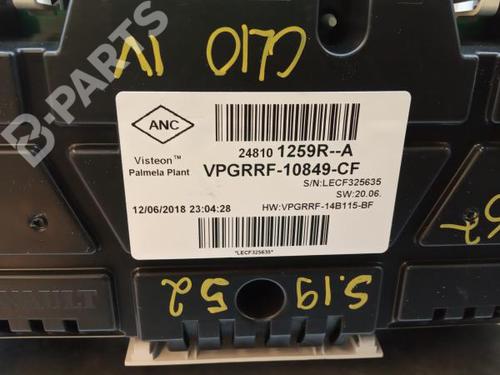 CLIO IV
B-PARTS
ANC
Visteon™
Palmela Plant
24810 1259R--A
VPGRRF-10849-CF
S/N:LECF325635
SW:20.06.
12/06/2018 23:04:28
HW:VPGRRF-14B115-BF
*LECF325635*
S.19 52